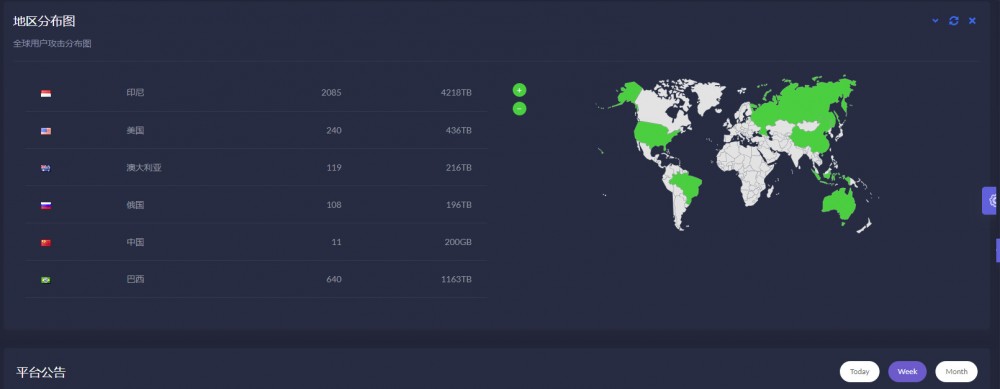 地区分布图
全球用户攻击分布图
印尼 2085 4218TB
美国 240 436TB
澳大利亚 119 216TB
俄国 108 196TB
中国 11 200GB
巴西 640 1163TB
+
−
平台公告
Today Week Month